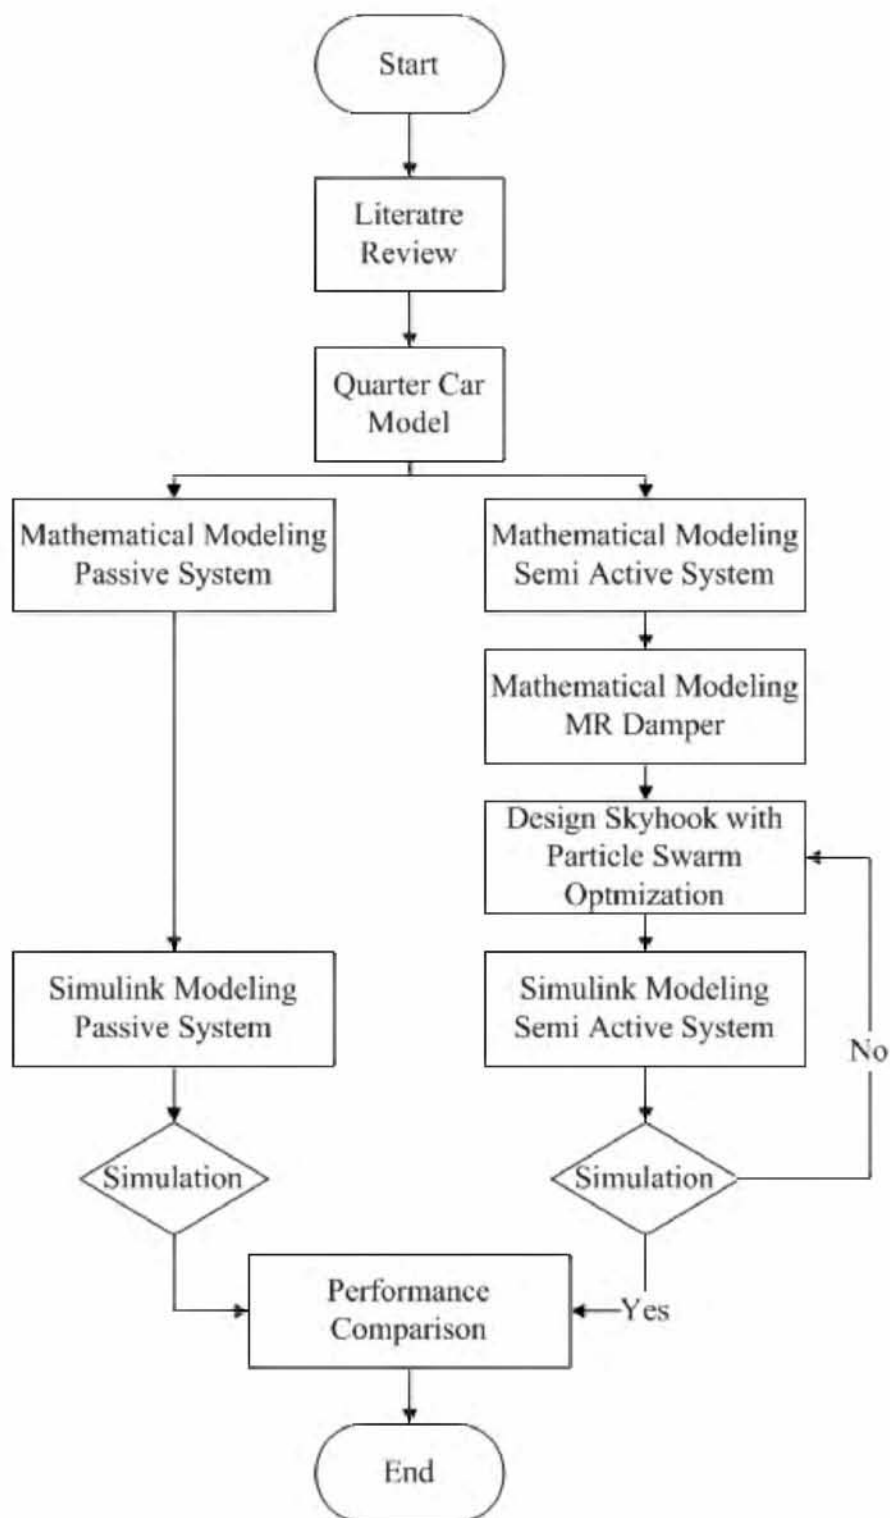 Start
Literatre
Review
Quarter Car
Model
Mathematical Modeling
Passive System
Mathematical Modeling
Semi Active System
Mathematical Modeling
MR Damper
Design Skyhook with
Particle Swarm
Optmization
Simulink Modeling
Passive System
Simulink Modeling
Semi Active System
No
Simulation
Simulation
Performance
Comparison
Yes
End